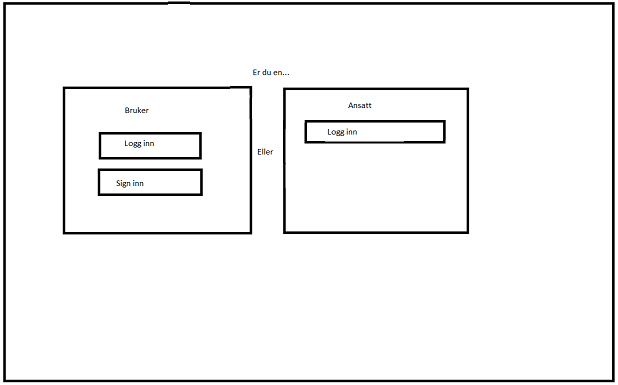 Er du en...
Bruker
Logg inn
Sign inn
Eller
Ansatt
Logg inn